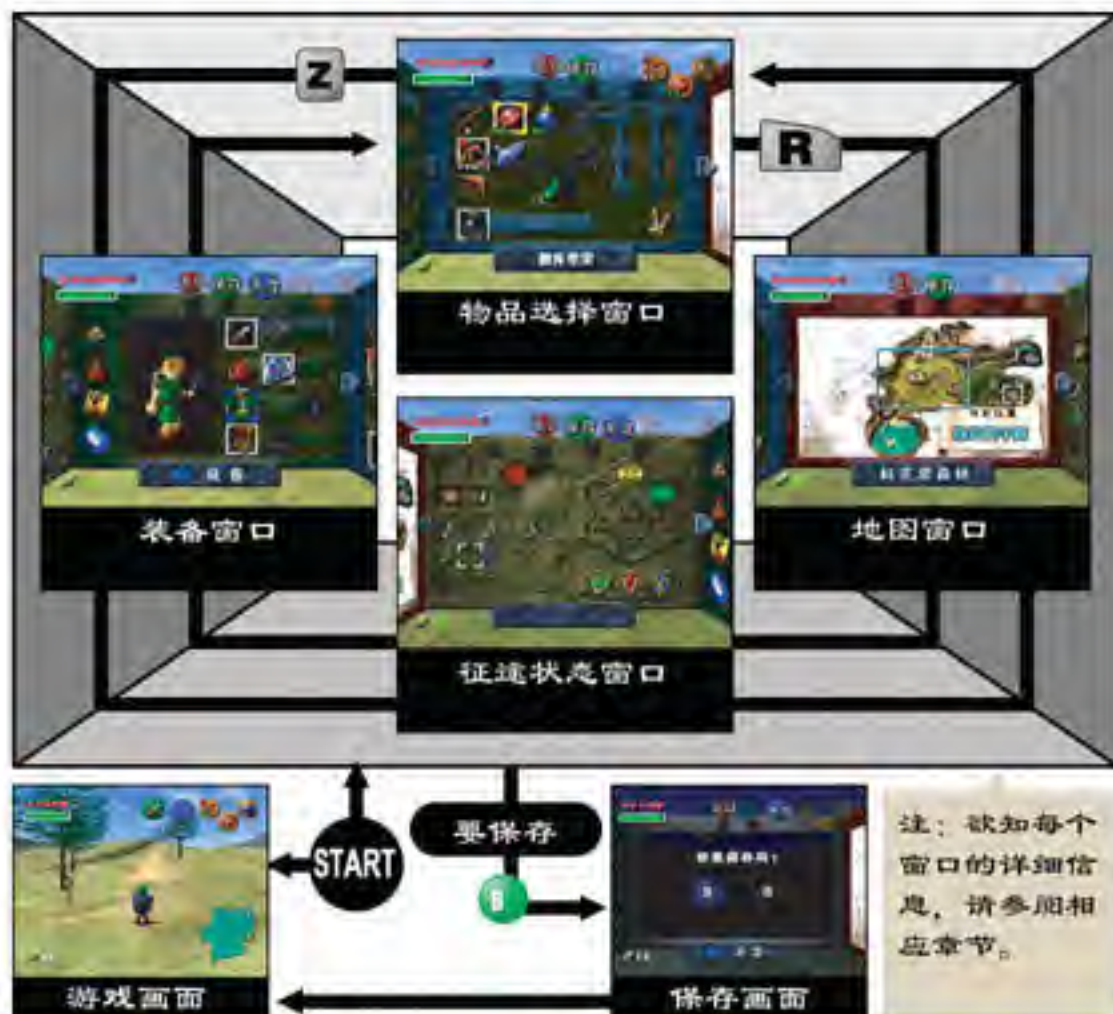 Z
R
物品选择窗口
装备窗口
地图窗口
征途状态窗口
START
要保存
B
游戏画面
保存画面
注：欲知每个
窗口的详细信
息，请参阅相
应章节。